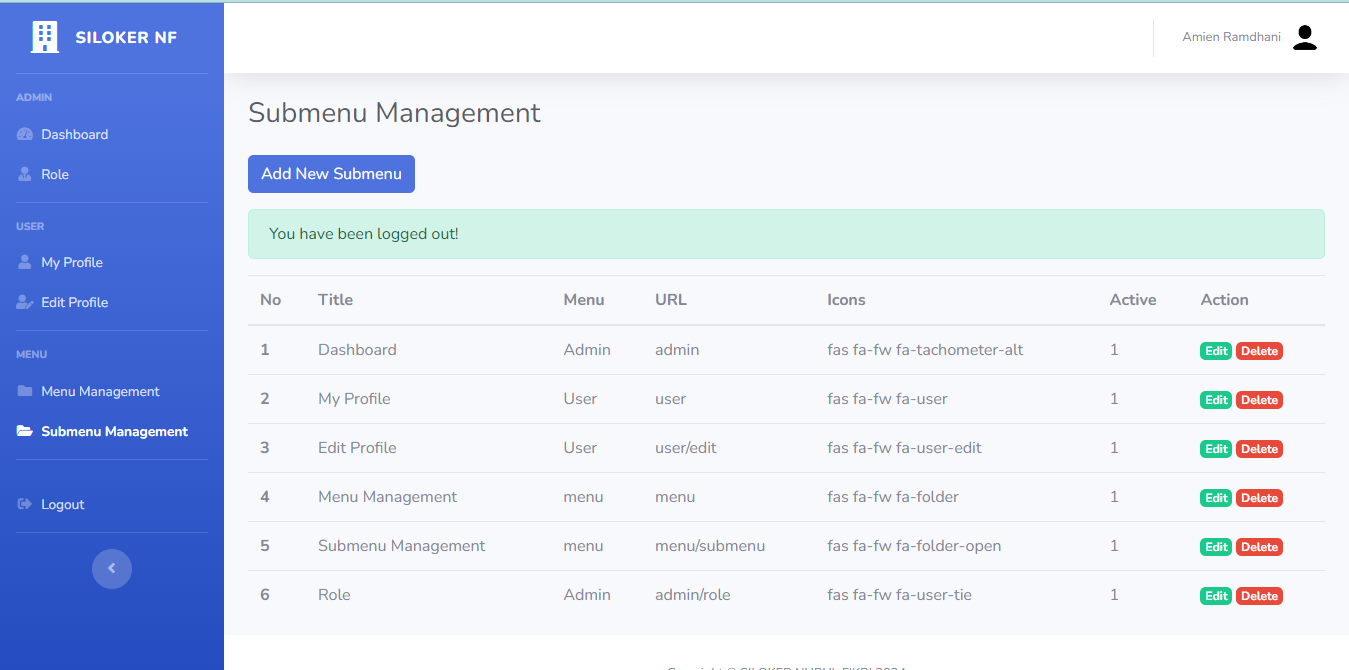 SILOKER NF
Amien Ramdhani
ADMIN
Dashboard
Role
USER
My Profile
Edit Profile
MENU
Menu Management
Submenu Management
Logout
Submenu Management
Add New Submenu
You have been logged out!
No Title Menu URL Icons Active Action
1 Dashboard Admin admin fas fa-fw fa-tachometer-alt 1 Edit Delete
2 My Profile User user fas fa-fw fa-user 1 Edit Delete
3 Edit Profile User user/edit fas fa-fw fa-user-edit 1 Edit Delete
4 Menu Management menu menu fas fa-fw fa-folder 1 Edit Delete
5 Submenu Management menu menu/submenu fas fa-fw fa-folder-open 1 Edit Delete
6 Role Admin admin/role fas fa-fw fa-user-tie 1 Edit Delete
Copyright © SILOKER NURUL FIKRI 2024